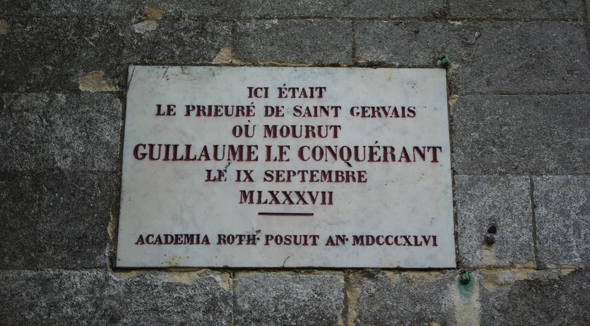 ICI ÉTAIT
LE PRIEURÉ DE SAINT GERVAIS
OÙ MOURUT
GUILLAUME LE CONQUÉRANT
LE IX SEPTEMBRE
MLXXXVII
ACADEMIA ROTH· POSUIT AN· MDCCCXLVI